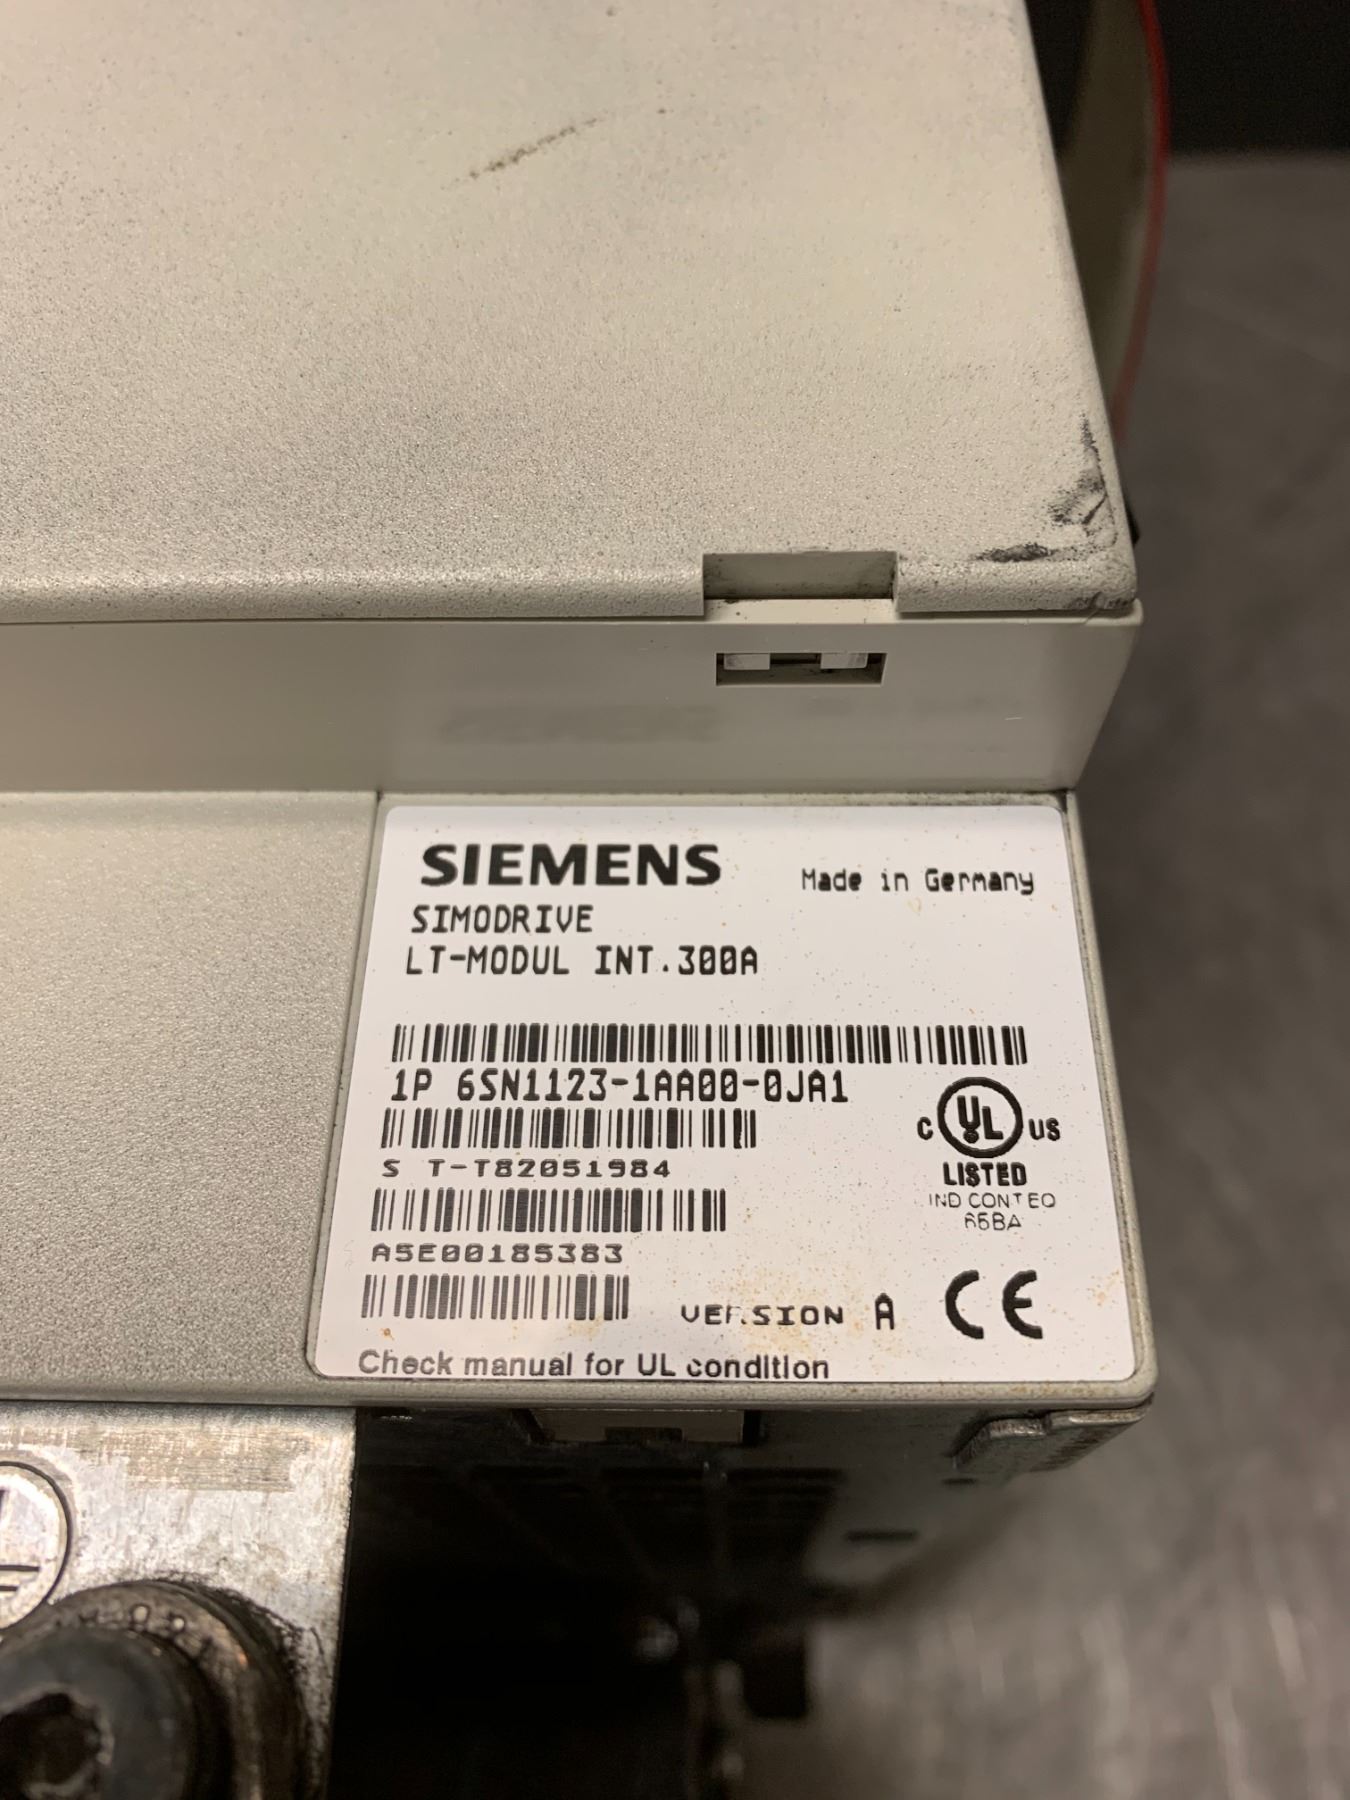 SIEMENS
Made in Germany
SIMODRIVE
LT-MODUL INT.300A
1P 6SN1123-1AA00-0JA1
S T-T82051984
A5E00185383
C UL US
LISTED
IND CONT EQ
65BA
VERSION A CE
Check manual for UL condition